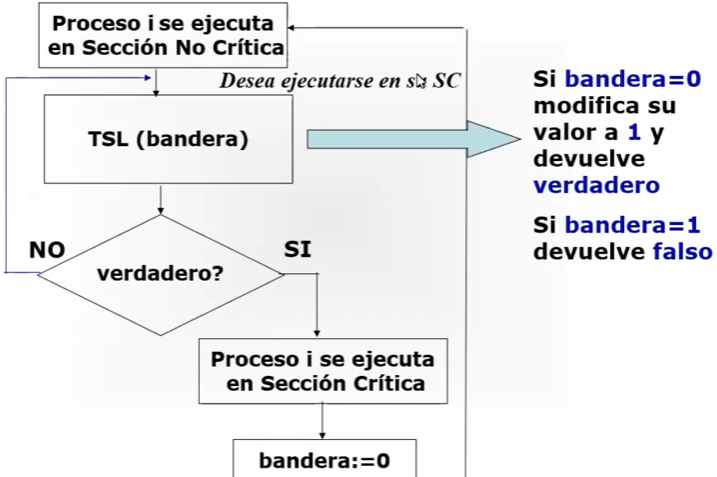 Proceso i se ejecuta
en Sección No Crítica
Desea ejecutarse en su SC
TSL (bandera)
verdadero?
NO
SI
Proceso i se ejecuta
en Sección Crítica
bandera:=0
Si bandera=0
modifica su
valor a 1 y
devuelve
verdadero
Si bandera=1
devuelve falso